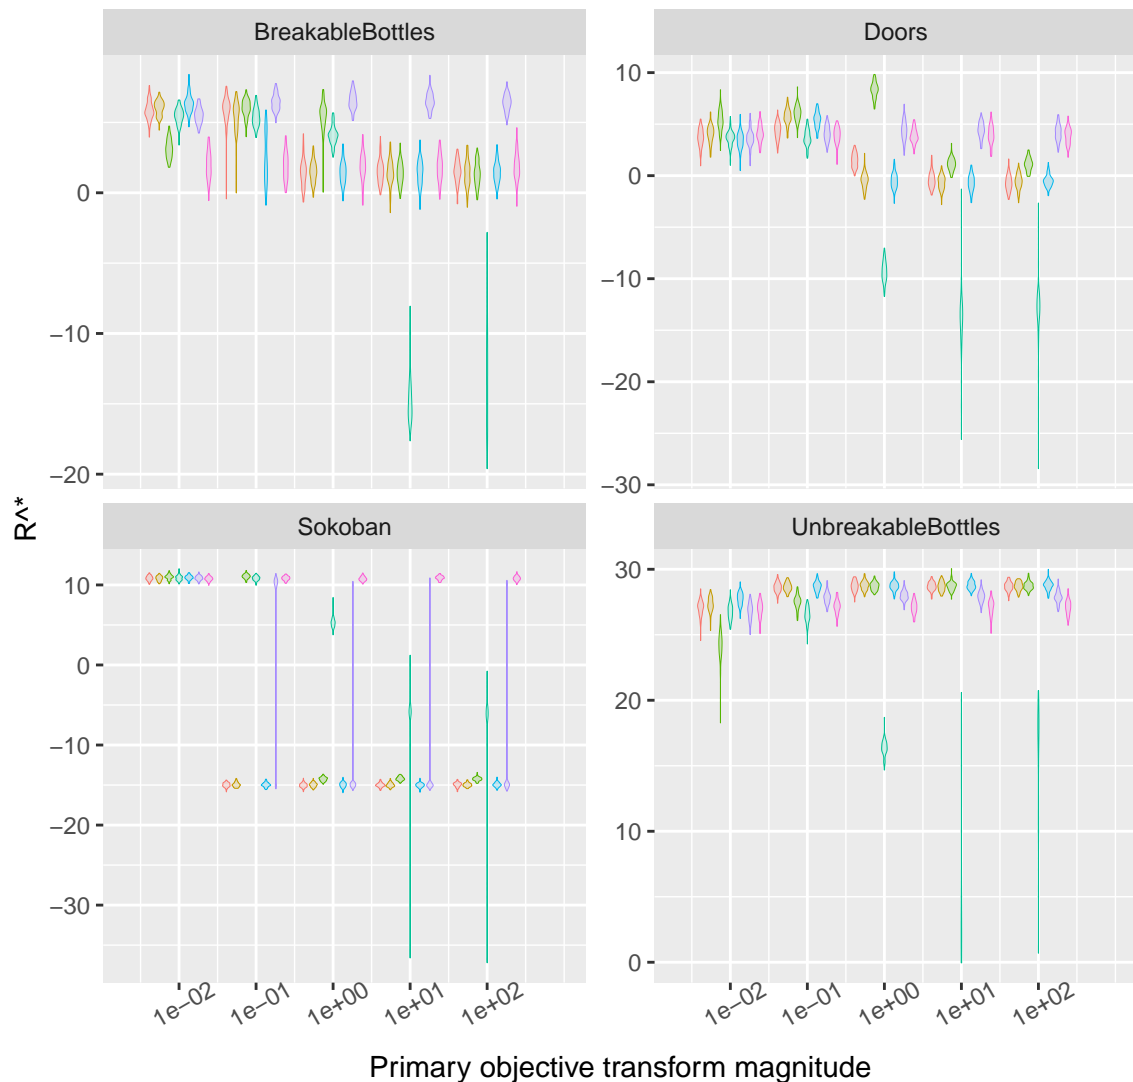 BreakableBottles
Doors
0
−10
−20
10
0
−10
−20
−30
R^*
Sokoban
UnbreakableBottles
10
0
−10
−20
−30
30
20
10
0
1e−02
1e−01
1e+00
1e+01
1e+02
1e−02
1e−01
1e+00
1e+01
1e+02
Primary objective transform magnitude